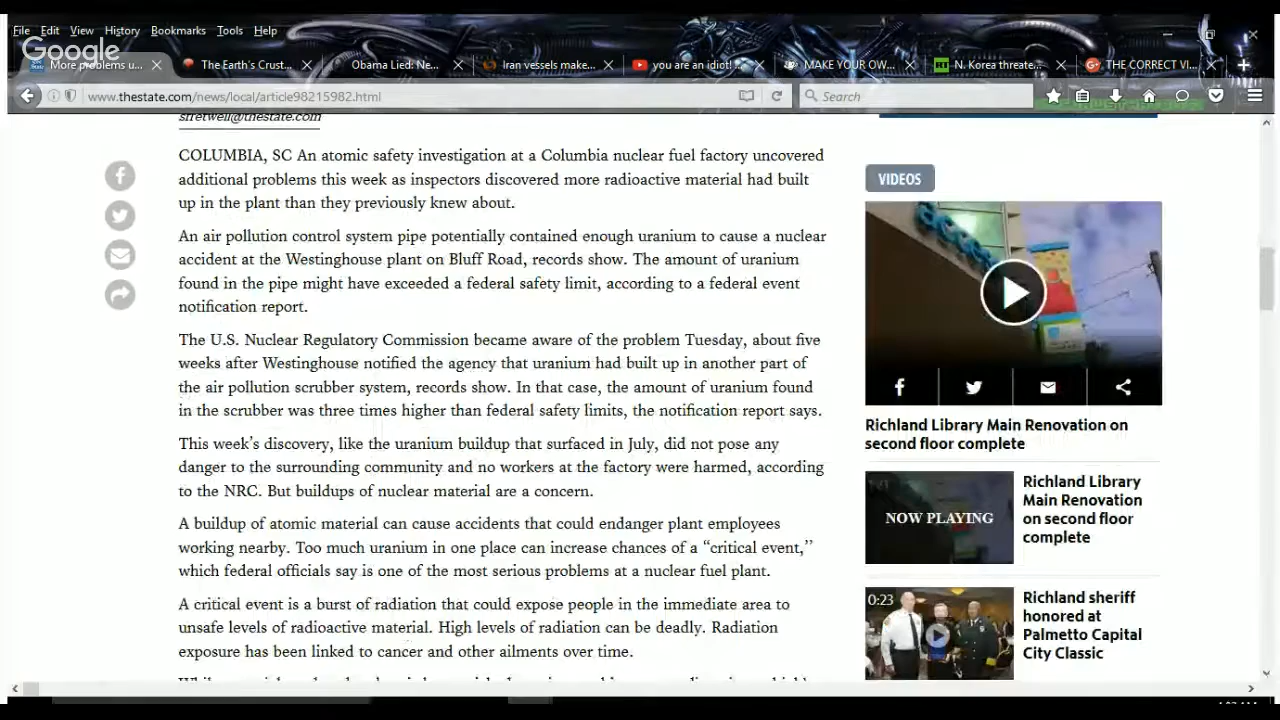 File Edit View History Bookmarks Tools Help
Google
More problems u... The Earth's Crust... Obama Lied: Ne... Iran vessels make... you are an idiot! ... MAKE YOUR OW... N. Korea threate... THE CORRECT VI...
www.thestate.com/news/local/article98215982.html
Search
sfretwell@thestate.com
COLUMBIA, SC An atomic safety investigation at a Columbia nuclear fuel factory uncovered
additional problems this week as inspectors discovered more radioactive material had built
up in the plant than they previously knew about.
An air pollution control system pipe potentially contained enough uranium to cause a nuclear
accident at the Westinghouse plant on Bluff Road, records show. The amount of uranium
found in the pipe might have exceeded a federal safety limit, according to a federal event
notification report.
The U.S. Nuclear Regulatory Commission became aware of the problem Tuesday, about five
weeks after Westinghouse notified the agency that uranium had built up in another part of
the air pollution scrubber system, records show. In that case, the amount of uranium found
in the scrubber was three times higher than federal safety limits, the notification report says.
This week's discovery, like the uranium buildup that surfaced in July, did not pose any
danger to the surrounding community and no workers at the factory were harmed, according
to the NRC. But buildups of nuclear material are a concern.
A buildup of atomic material can cause accidents that could endanger plant employees
working nearby. Too much uranium in one place can increase chances of a “critical event,”
which federal officials say is one of the most serious problems at a nuclear fuel plant.
A critical event is a burst of radiation that could expose people in the immediate area to
unsafe levels of radioactive material. High levels of radiation can be deadly. Radiation
exposure has been linked to cancer and other ailments over time.
VIDEOS
Richland Library Main Renovation on
second floor complete
NOW PLAYING
Richland Library
Main Renovation
on second floor
complete
0:23
Richland sheriff
honored at
Palmetto Capital
City Classic